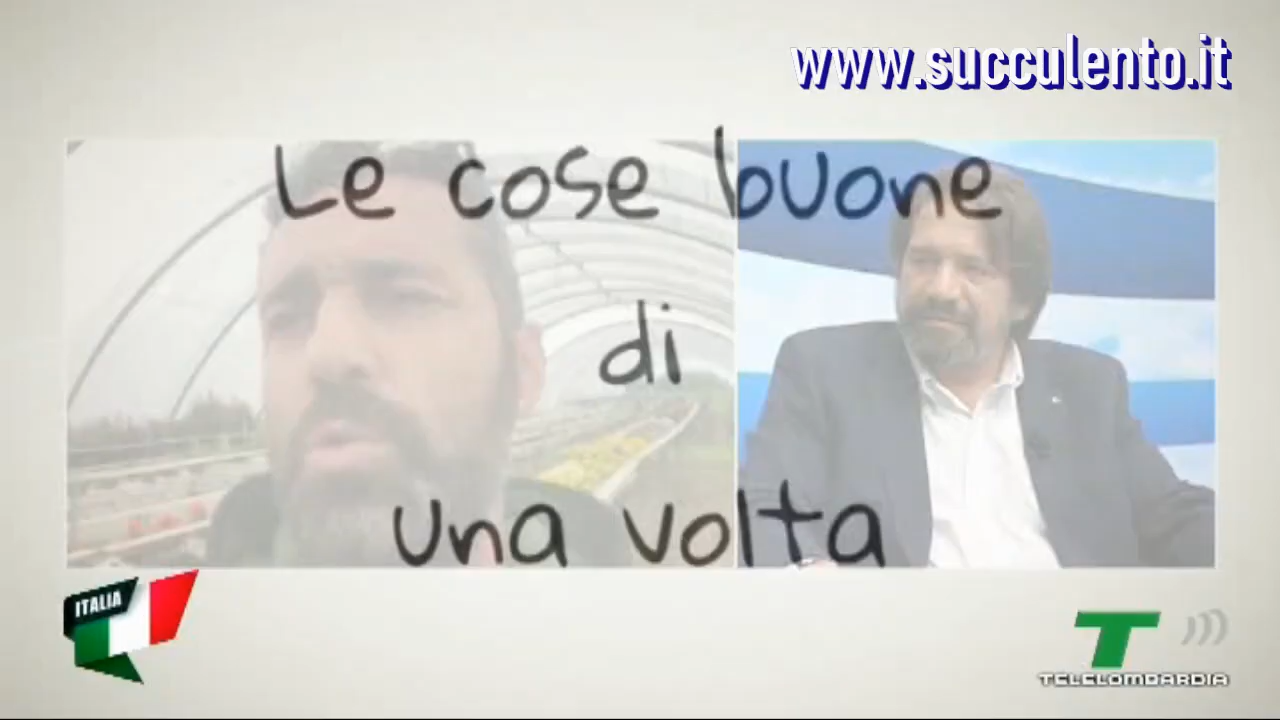 www.succulento.it
Le cose buone
di
una volta
ITALIA
T
TELELOMBARDIA